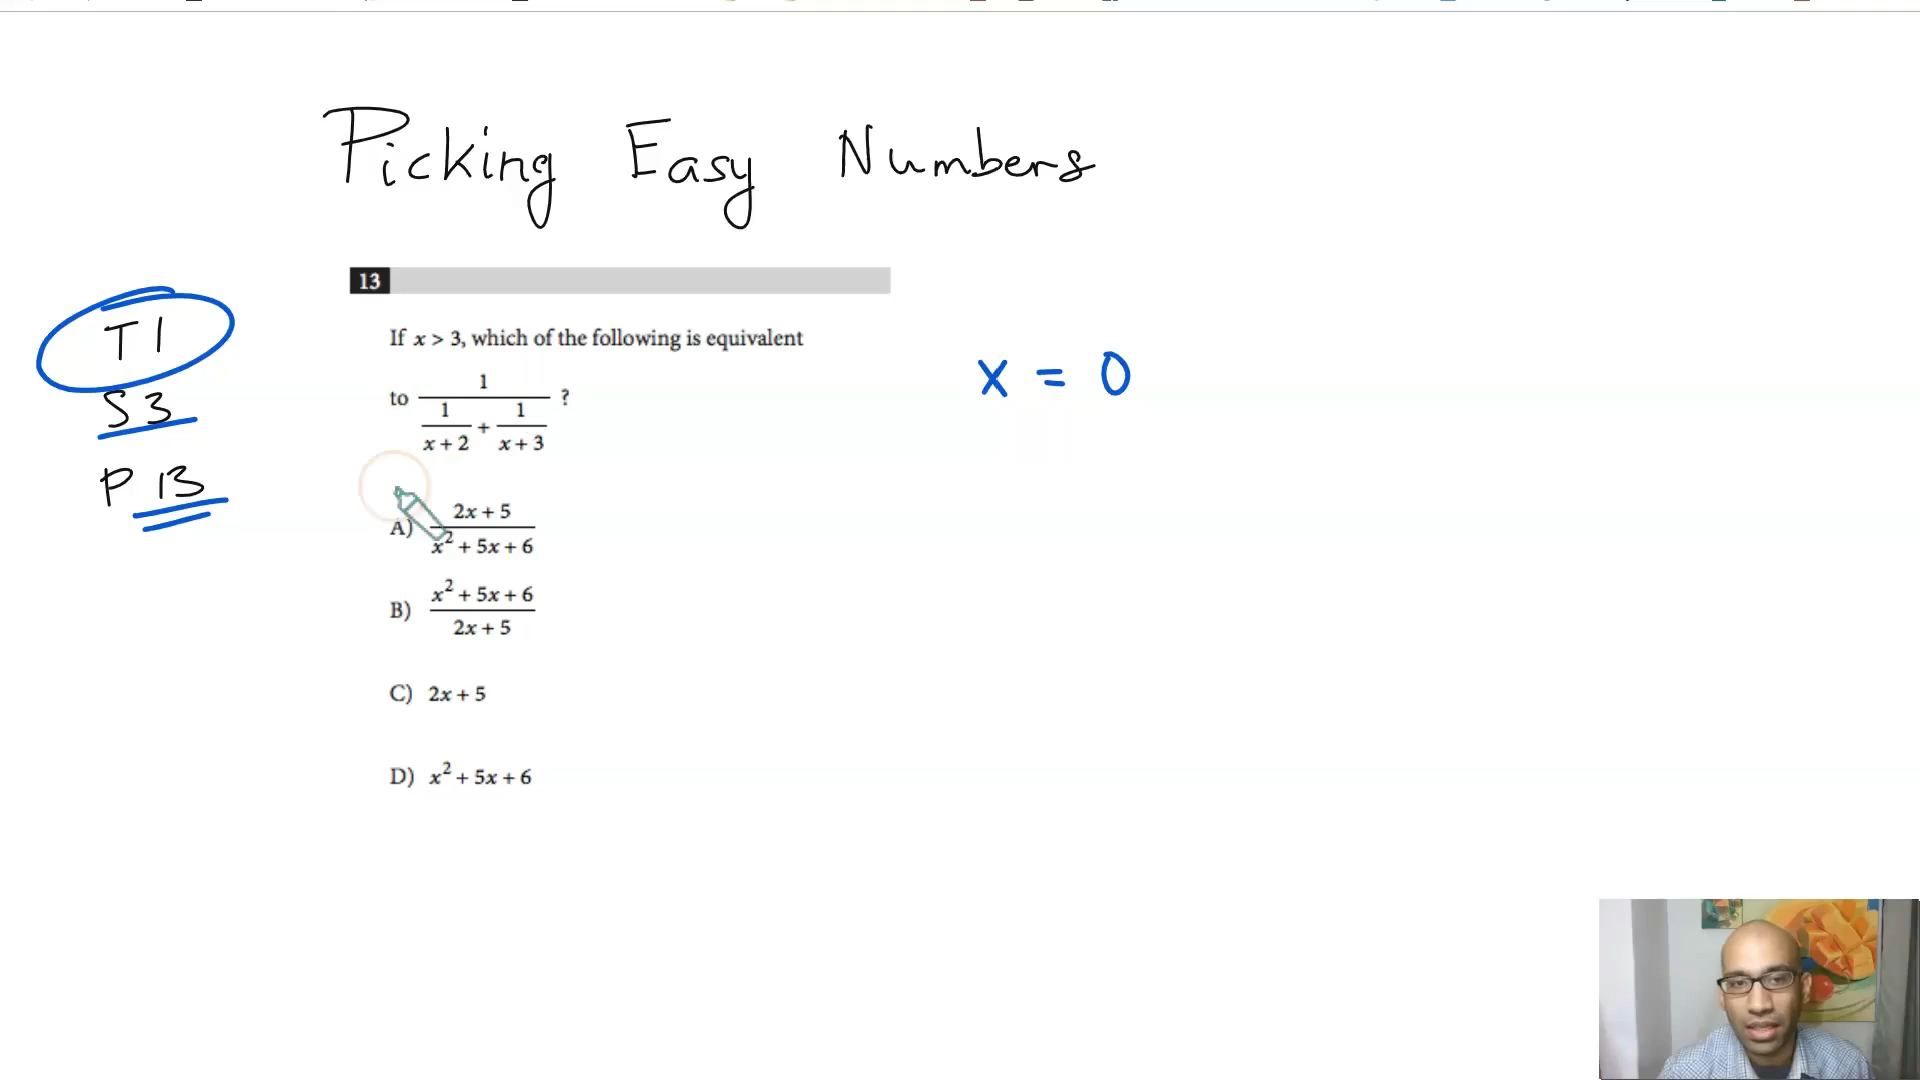 Picking Easy Numbers
T1
S3
P 13
13
If x > 3, which of the following is equivalent
to 1 / (1/(x + 2) + 1/(x + 3)) ?
x = 0
A) (2x + 5)/(x² + 5x + 6)
B) (x² + 5x + 6)/(2x + 5)
C) 2x + 5
D) x² + 5x + 6